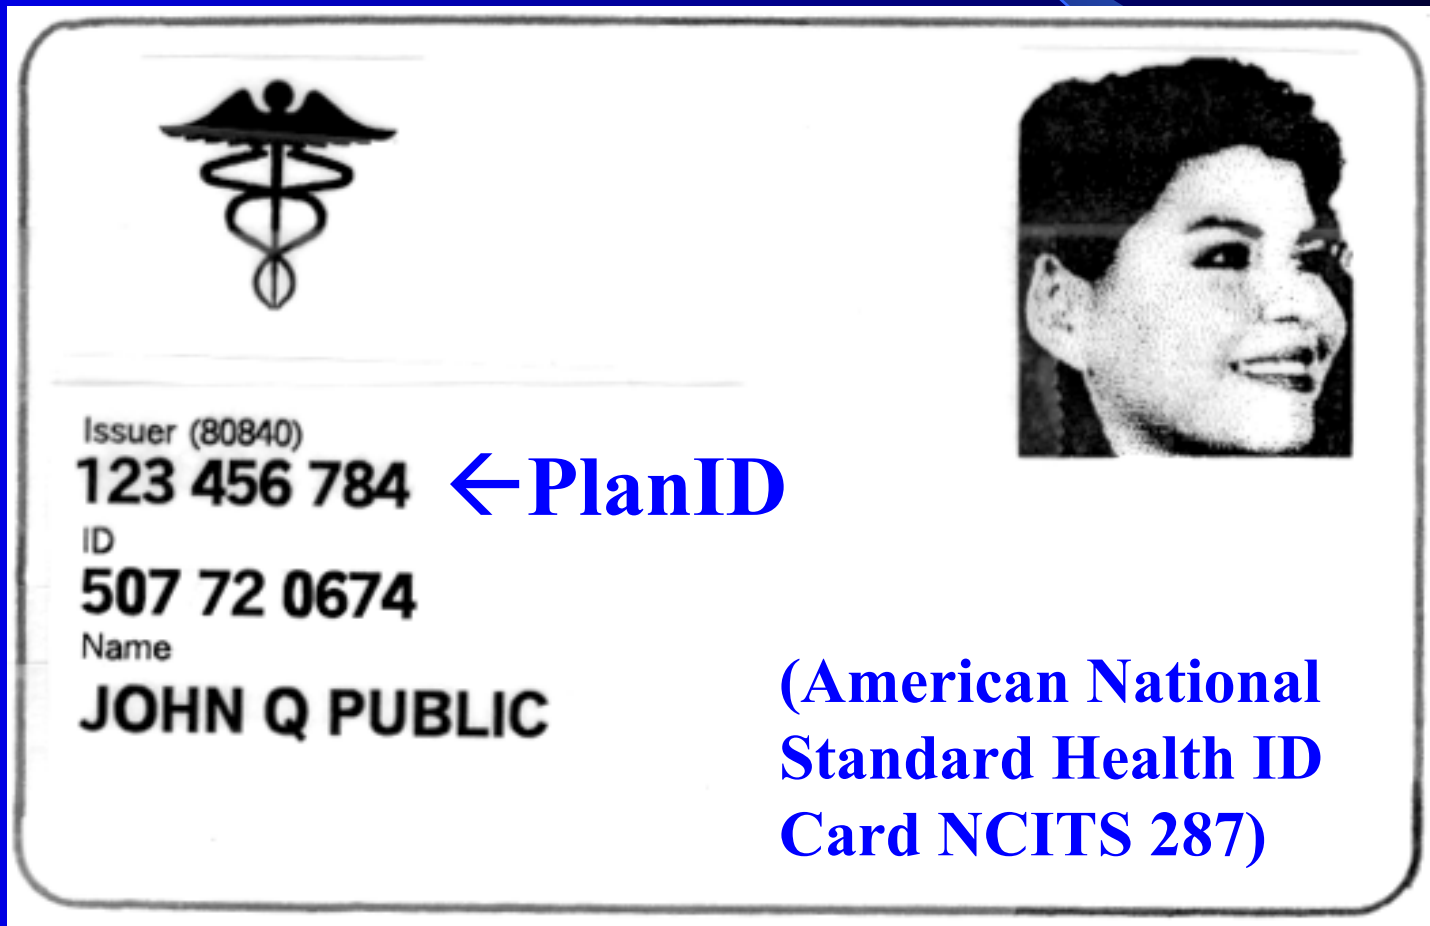 Issuer (80840)
123 456 784 ←PlanID
ID
507 72 0674
Name
JOHN Q PUBLIC
(American National
Standard Health ID
Card NCITS 287)